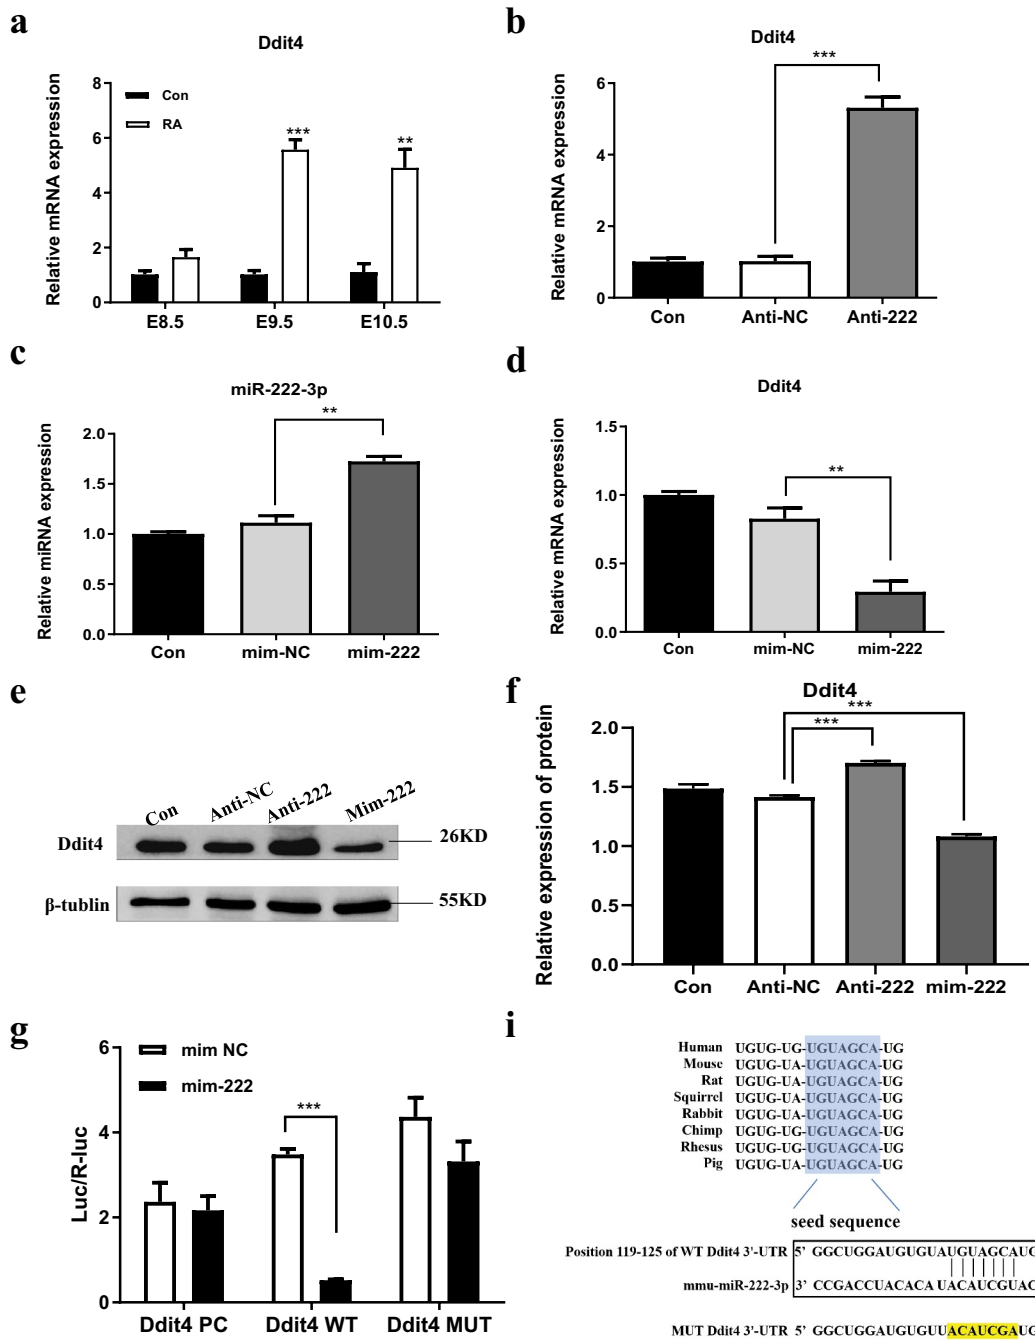 a
Ddit4
Relative mRNA expression
8
6
4
2
0
Con
RA
***
**
E8.5 E9.5 E10.5
b
Ddit4
Relative mRNA expression
6
4
2
0
***
Con Anti-NC Anti-222
c
miR-222-3p
Relative miRNA expression
2.0
1.5
1.0
0.5
0.0
**
Con mim-NC mim-222
d
Ddit4
Relative mRNA expression
1.5
1.0
0.5
0.0
**
Con mim-NC mim-222
e
Con Anti-NC Anti-222 Mim-222
Ddit4 26KD
β-tublin 55KD
f
Ddit4
Relative expression of protein
2.0
1.5
1.0
0.5
0.0
***
***
Con Anti-NC Anti-222 mim-222
g
Luc/R-luc
6
4
2
0
mim NC
mim-222
***
Ddit4 PC Ddit4 WT Ddit4 MUT
i
Human UGUG-UG-UGUAGCA-UG
Mouse UGUG-UA-UGUAGCA-UG
Rat UGUG-UA-UGUAGCA-UG
Squirrel UGUG-UA-UGUAGCA-UG
Rabbit UGUG-UA-UGUAGCA-UG
Chimp UGUG-UG-UGUAGCA-UG
Rhesus UGUG-UG-UGUAGCA-UG
Pig UGUG-UA-UGUAGCA-UG
seed sequence
Position 119-125 of WT Ddit4 3'-UTR 5' GGCUGGAUGUGUAUGUAGCAUG
mmu-miR-222-3p 3' CCGACCUACACAUACAUCGUAC
MUT Ddit4 3'-UTR 5' GGCUGGAUGUGUUACAUCGAUG